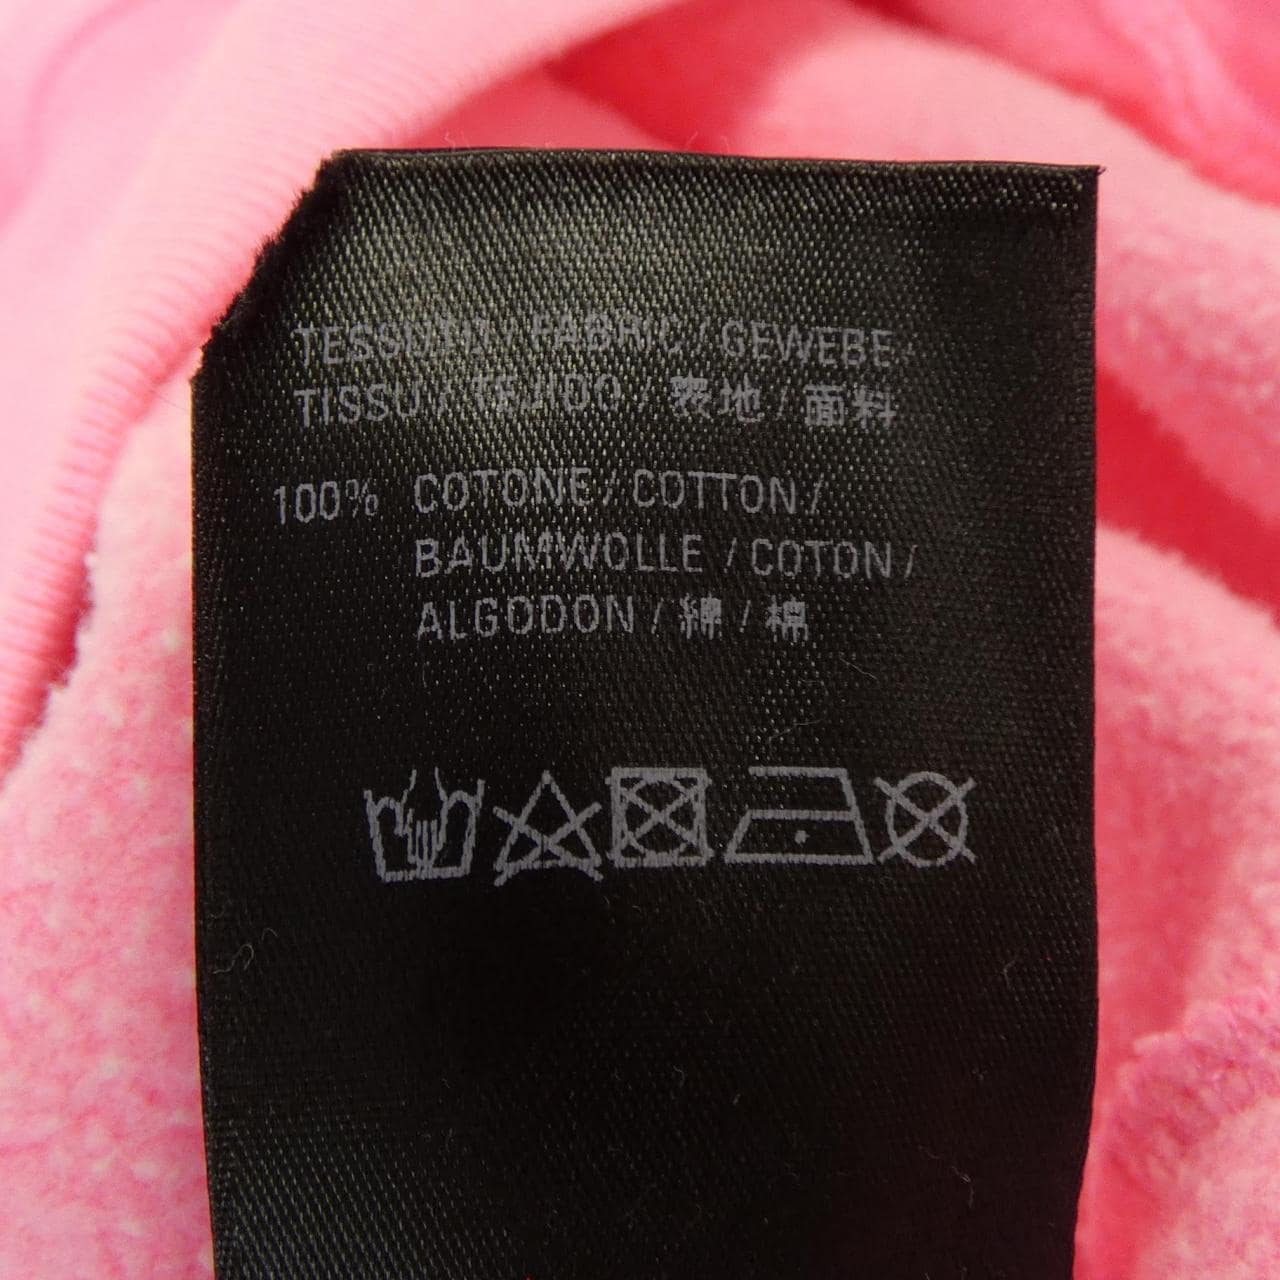 TESSUTO / FABRIC / GEWEBE
TISSU / TEJIDO / 表地 / 面料
100% COTONE / COTTON /
BAUMWOLLE / COTON /
ALGODON / 綿 / 棉